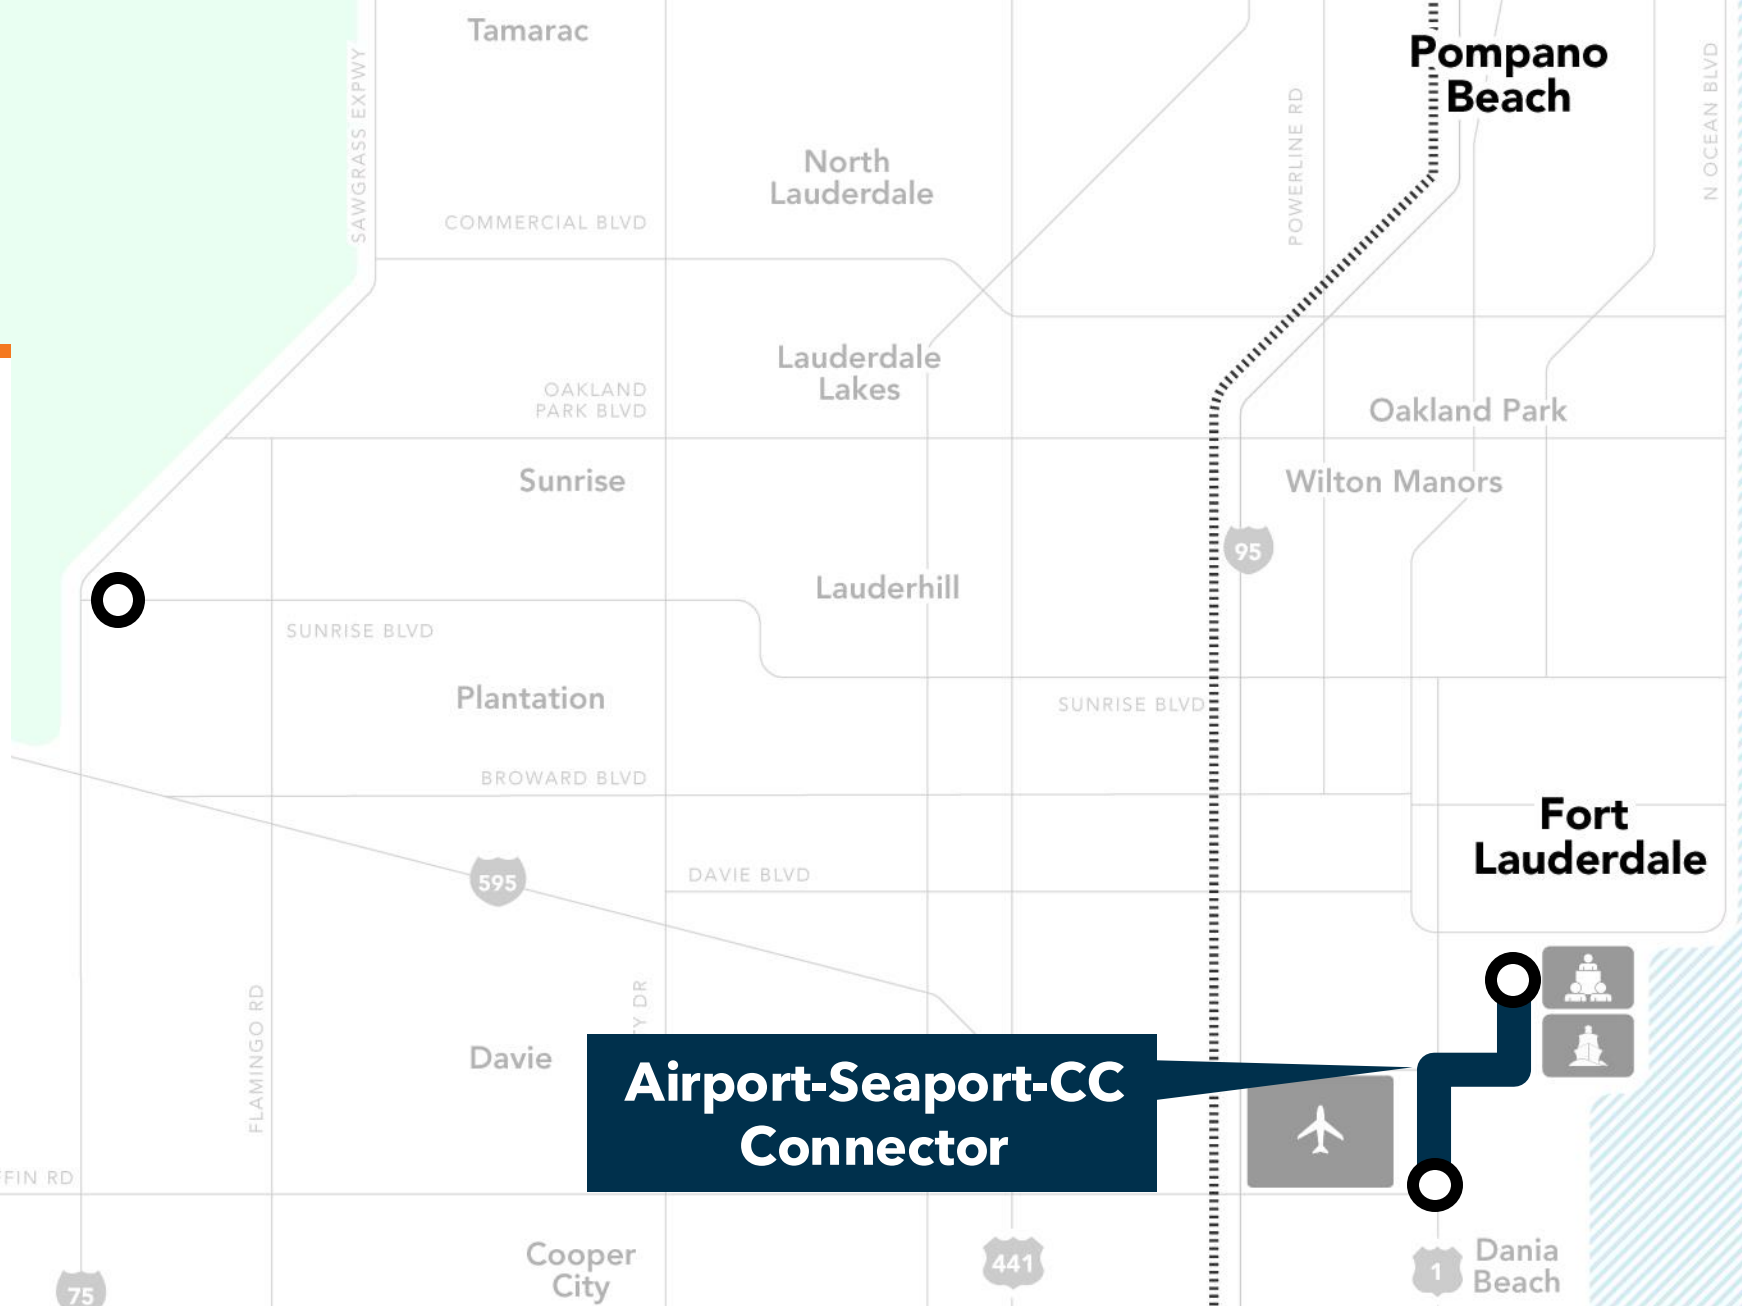 Tamarac
Pompano
Beach
SAWGRASS EXPWY
N OCEAN BLVD
POWERLINE RD
North
Lauderdale
COMMERCIAL BLVD
Lauderdale
Lakes
OAKLAND
PARK BLVD
Oakland Park
Sunrise
Wilton Manors
95
Lauderhill
SUNRISE BLVD
Plantation
SUNRISE BLVD
BROWARD BLVD
Fort
Lauderdale
DAVIE BLVD
595
FLAMINGO RD
DR
Davie
Airport-Seaport-CC
Connector
RD
Cooper
City
441
1
Dania
Beach
75